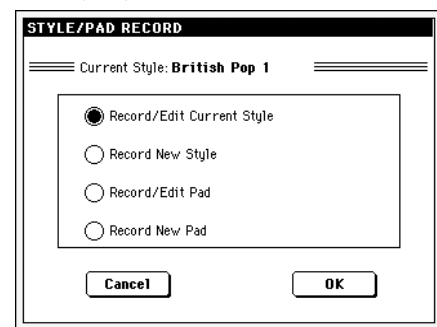 STYLE/PAD RECORD
Current Style: British Pop 1
Record/Edit Current Style
Record New Style
Record/Edit Pad
Record New Pad
Cancel OK